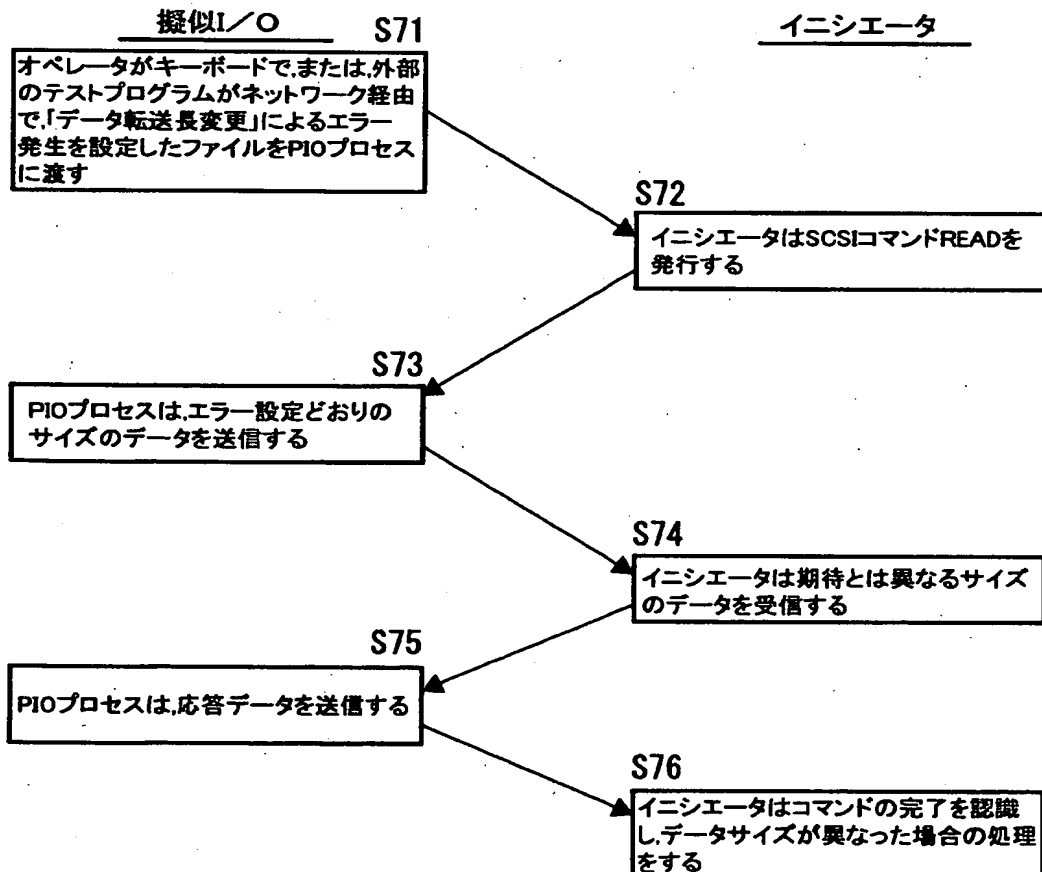 擬似I/O
イニシエータ
S71
オペレータがキーボードで,または,外部
のテストプログラムがネットワーク経由
で,「データ転送長変更」によるエラー
発生を設定したファイルをPIOプロセス
に渡す
S72
イニシエータはSCSIコマンドREADを
発行する
S73
PIOプロセスは,エラー設定どおりの
サイズのデータを送信する
S74
イニシエータは期待とは異なるサイズ
のデータを受信する
S75
PIOプロセスは,応答データを送信する
S76
イニシエータはコマンドの完了を認識
し,データサイズが異なった場合の処理
をする